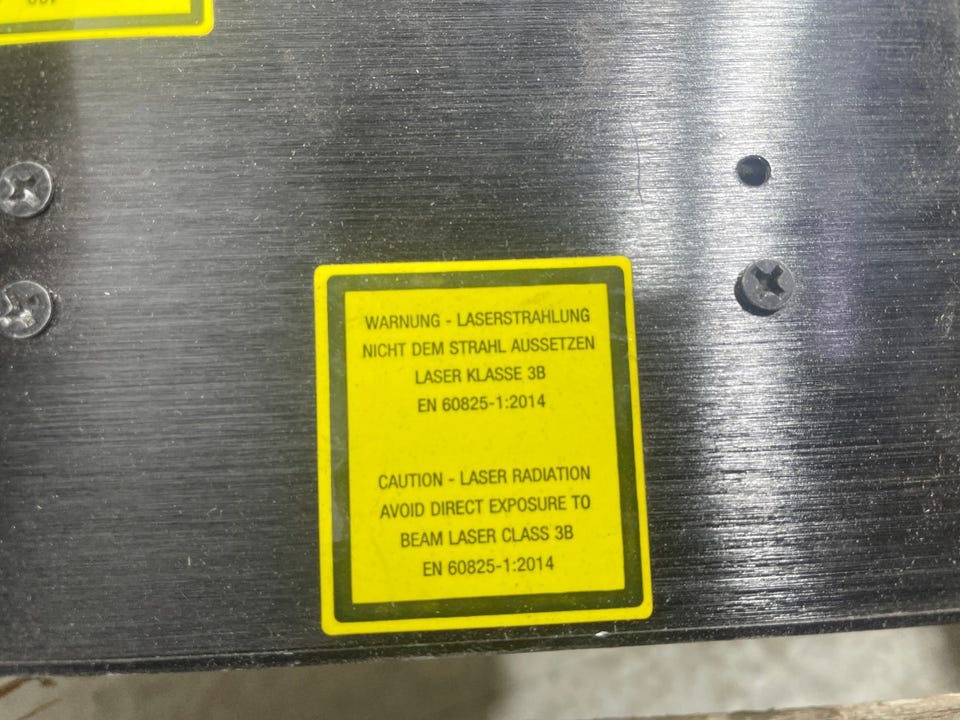 WARNUNG - LASERSTRAHLUNG
NICHT DEM STRAHL AUSSETZEN
LASER KLASSE 3B
EN 60825-1:2014
CAUTION - LASER RADIATION
AVOID DIRECT EXPOSURE TO
BEAM LASER CLASS 3B
EN 60825-1:2014